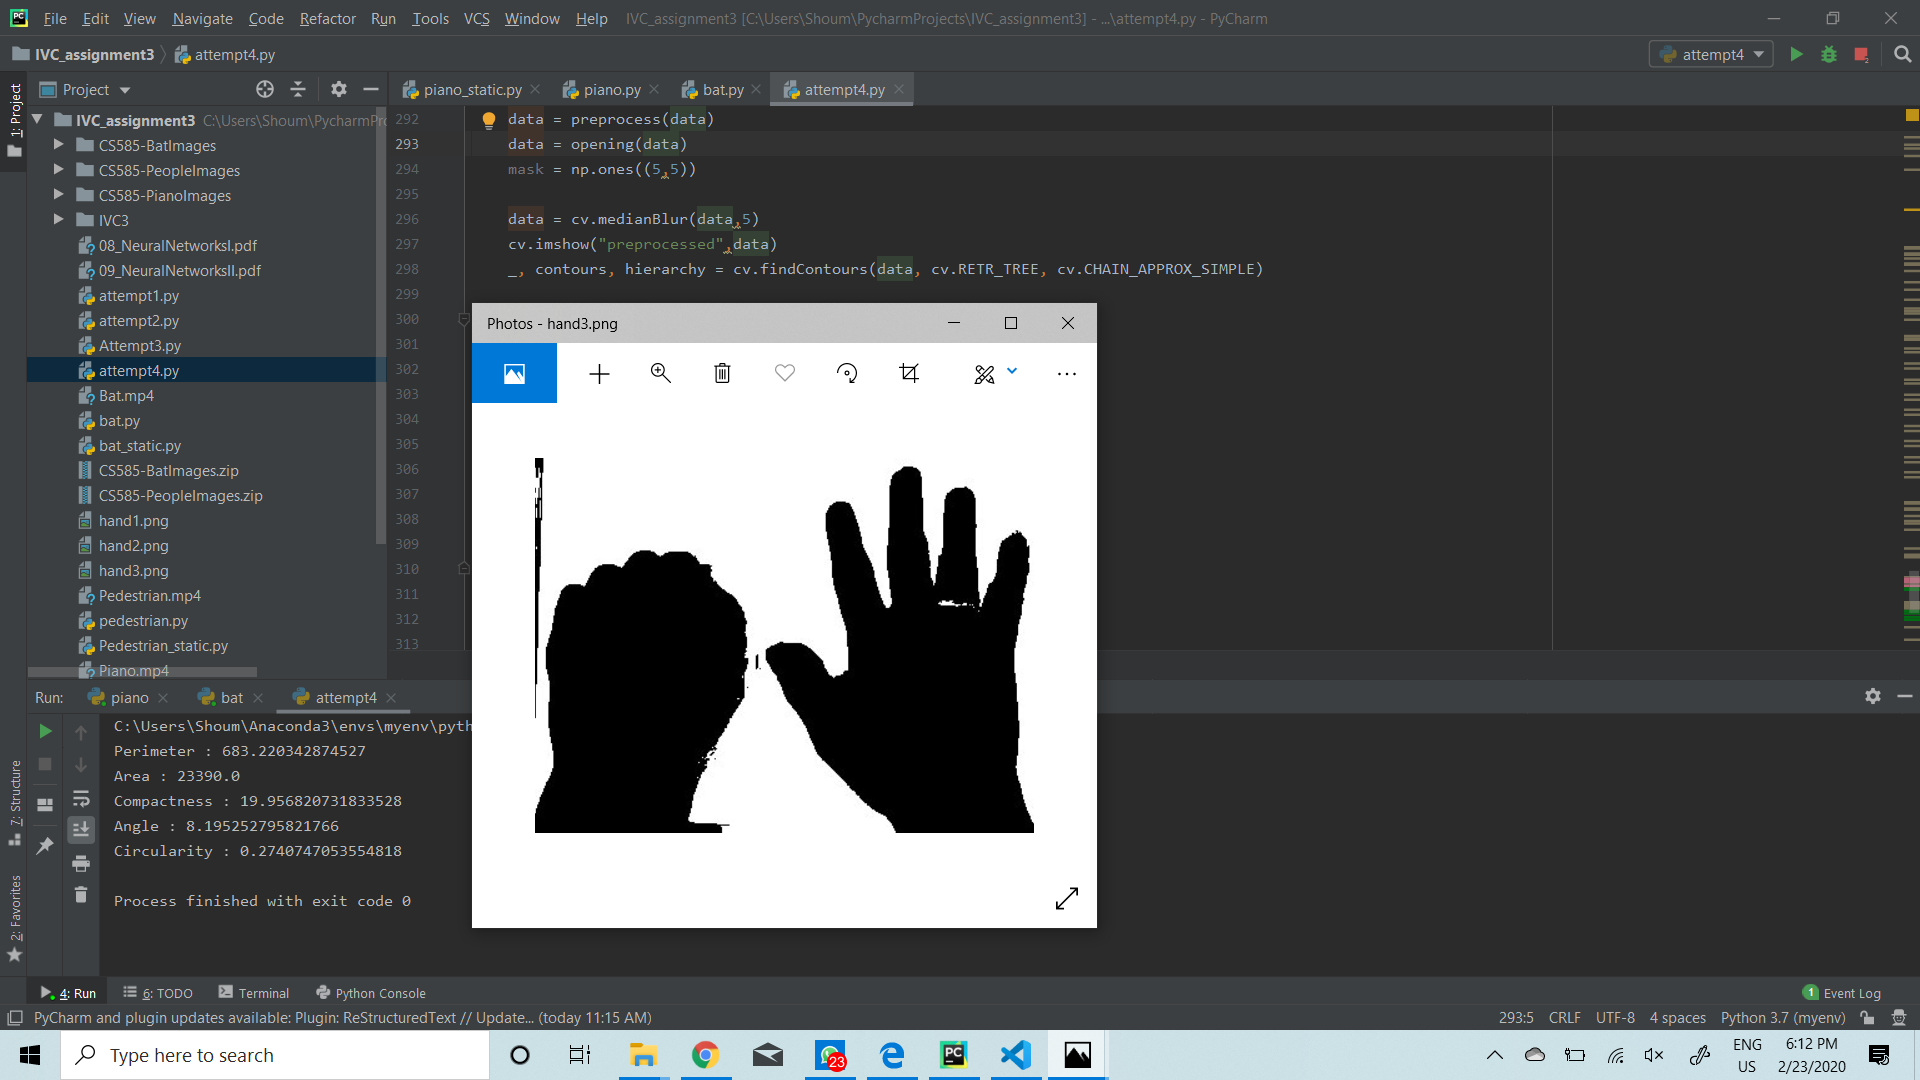 File Edit View Navigate Code Refactor Run Tools VCS Window Help IVC_assignment3 [C:\Users\Shoum\PycharmProjects\IVC_assignment3] - ...\attempt4.py - PyCharm
IVC_assignment3 attempt4.py attempt4
Project piano_static.py piano.py bat.py attempt4.py
1: Project
IVC_assignment3 C:\Users\Shoum\PycharmPr
CS585-BatImages
CS585-PeopleImages
CS585-PianoImages
IVC3
08_NeuralNetworksI.pdf
09_NeuralNetworksII.pdf
attempt1.py
attempt2.py
Attempt3.py
attempt4.py
Bat.mp4
bat.py
bat_static.py
CS585-BatImages.zip
CS585-PeopleImages.zip
hand1.png
hand2.png
hand3.png
Pedestrian.mp4
pedestrian.py
Pedestrian_static.py
Piano.mp4
292 data = preprocess(data)
293 data = opening(data)
294 mask = np.ones((5,5))
295
296 data = cv.medianBlur(data,5)
297 cv.imshow("preprocessed",data)
298 _, contours, hierarchy = cv.findContours(data, cv.RETR_TREE, cv.CHAIN_APPROX_SIMPLE)
299
300
301
302
303
304
305
306
307
308
309
310
311
312
313
Photos - hand3.png
Run: piano bat attempt4
C:\Users\Shoum\Anaconda3\envs\myenv\pyth
Perimeter : 683.220342874527
Area : 23390.0
Compactness : 19.956820731833528
Angle : 8.195252795821766
Circularity : 0.2740747053554818
Process finished with exit code 0
7: Structure
2: Favorites
4: Run 6: TODO Terminal Python Console 1 Event Log
PyCharm and plugin updates available: Plugin: ReStructuredText // Update... (today 11:15 AM) 293:5 CRLF UTF-8 4 spaces Python 3.7 (myenv)
Type here to search 23 ENG 6:12 PM
US 2/23/2020